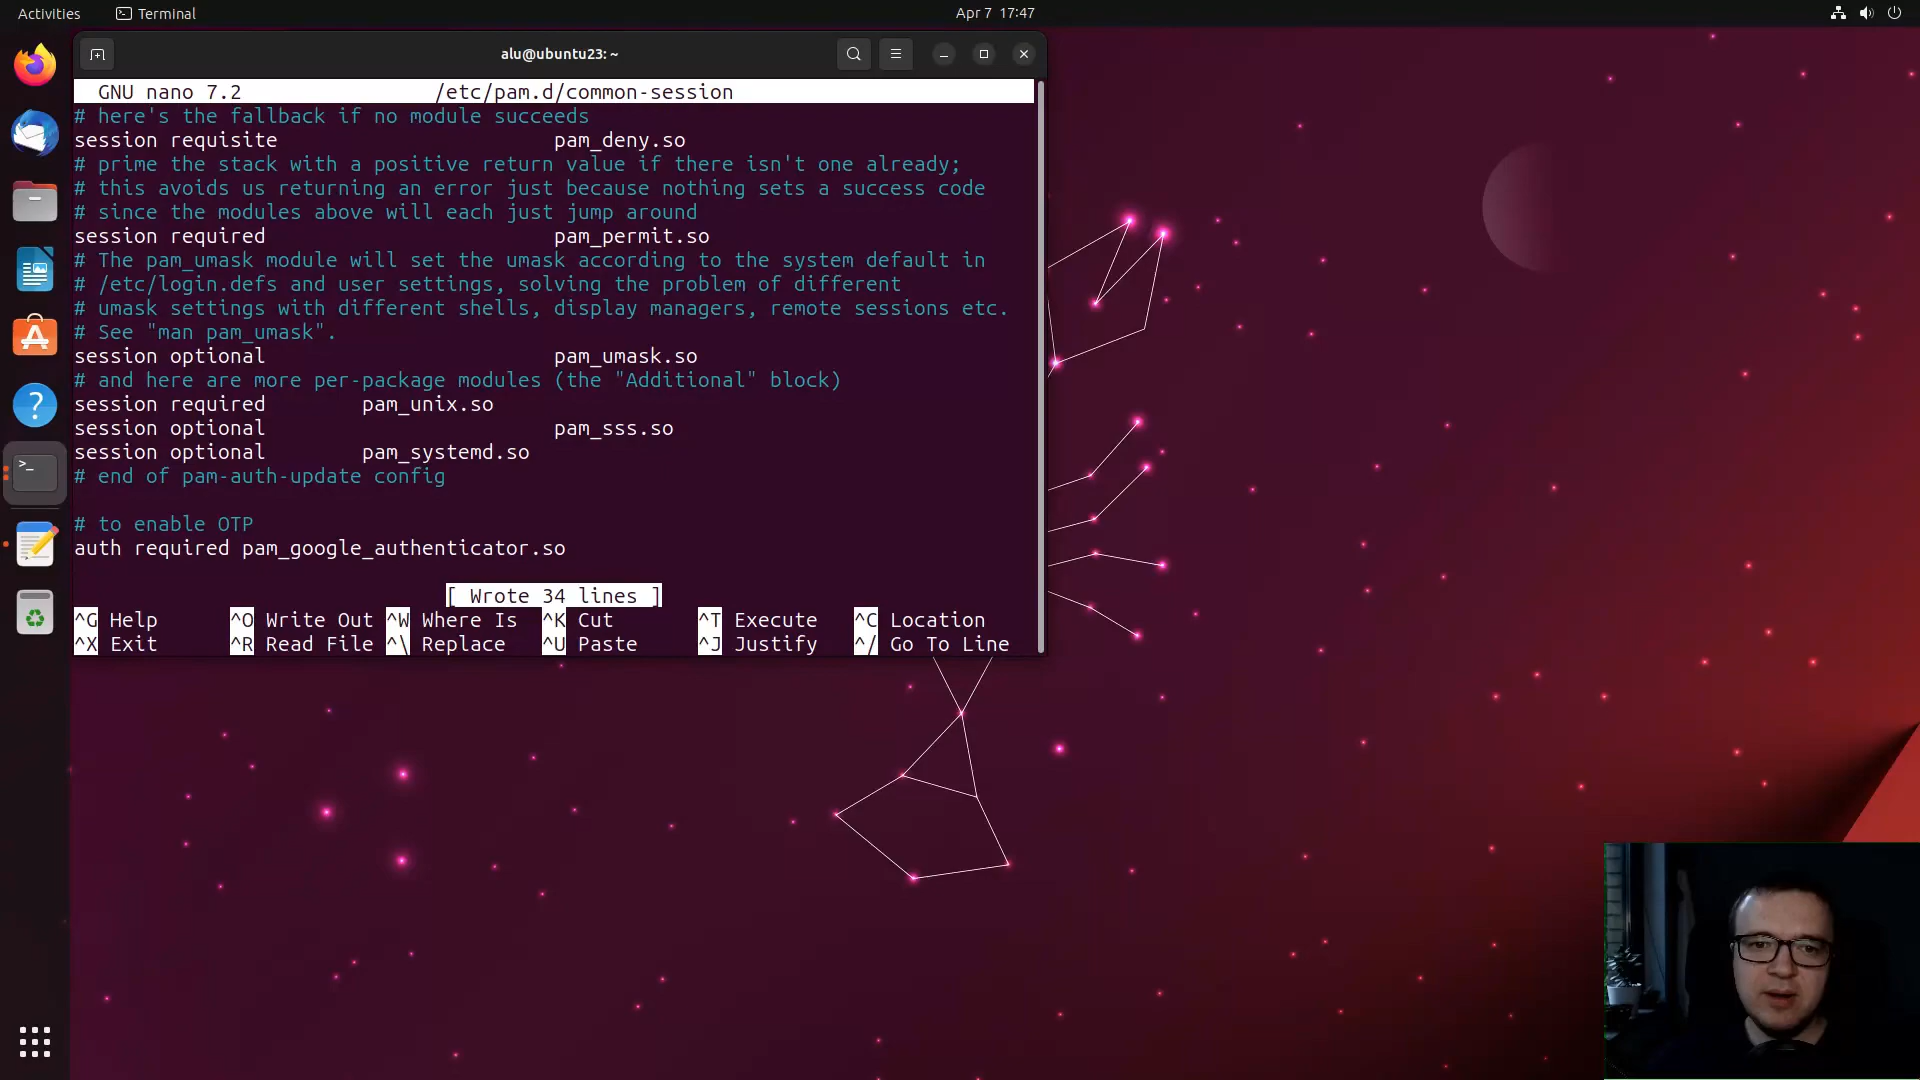 Activities
Terminal
Apr 7 17:47
alu@ubuntu23: ~
GNU nano 7.2 /etc/pam.d/common-session
# here's the fallback if no module succeeds
session requisite pam_deny.so
# prime the stack with a positive return value if there isn't one already;
# this avoids us returning an error just because nothing sets a success code
# since the modules above will each just jump around
session required pam_permit.so
# The pam_umask module will set the umask according to the system default in
# /etc/login.defs and user settings, solving the problem of different
# umask settings with different shells, display managers, remote sessions etc.
# See "man pam_umask".
session optional pam_umask.so
# and here are more per-package modules (the "Additional" block)
session required pam_unix.so
session optional pam_sss.so
session optional pam_systemd.so
# end of pam-auth-update config
# to enable OTP
auth required pam_google_authenticator.so
[ Wrote 34 lines ]
^G Help ^O Write Out ^W Where Is ^K Cut ^T Execute ^C Location
^X Exit ^R Read File ^\ Replace ^U Paste ^J Justify ^/ Go To Line